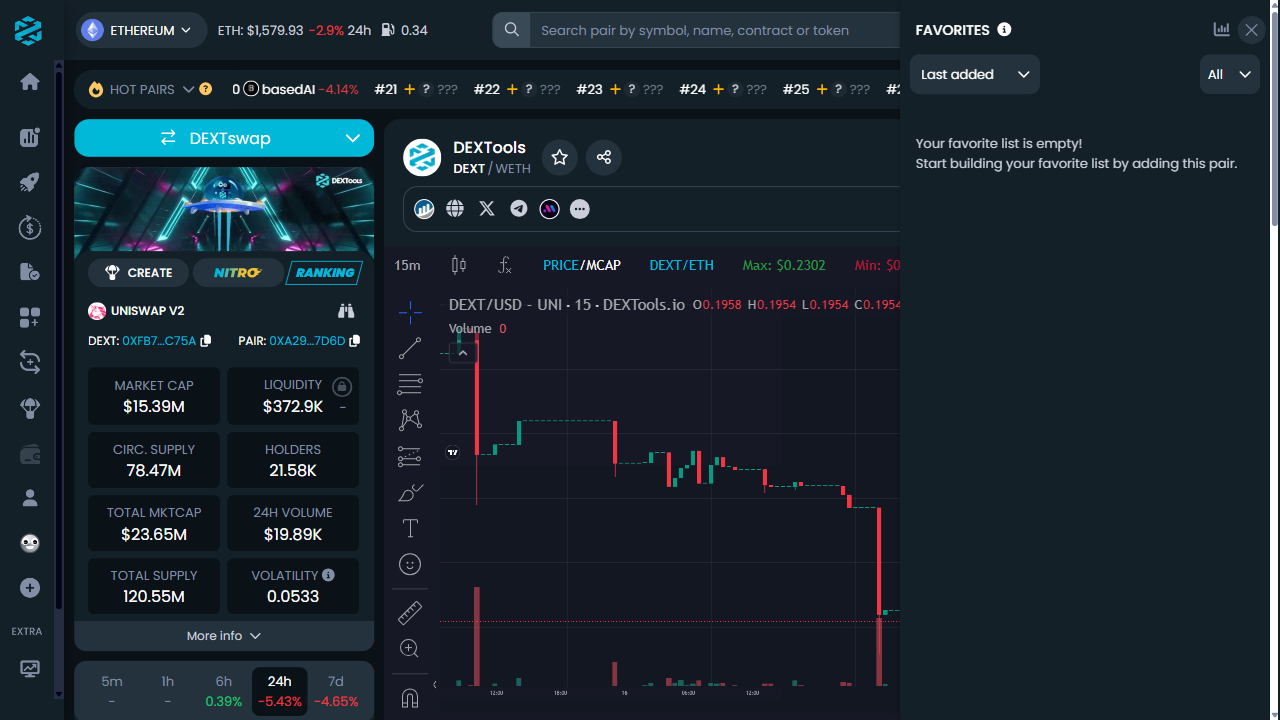 ETHEREUM
ETH: $1,579.93 -2.9% 24h 0.34
Search pair by symbol, name, contract or token
FAVORITES
Last added
All
Your favorite list is empty!
Start building your favorite list by adding this pair.
HOT PAIRS ? 0 basedAI -4.14% #21 + ? ??? #22 + ? ??? #23 + ? ??? #24 + ? ??? #25 + ? ???
DEXTswap
DEXTools
CREATE
NITRO
RANKING
UNISWAP V2
DEXT: 0XFB7...C75A PAIR: 0XA29...7D6D
MARKET CAP
$15.39M
LIQUIDITY
$372.9K -
CIRC. SUPPLY
78.47M
HOLDERS
21.58K
TOTAL MKTCAP
$23.65M
24H VOLUME
$19.89K
TOTAL SUPPLY
120.55M
VOLATILITY
0.0533
More info
5m
-
1h
-
6h
0.39%
24h
-5.43%
7d
-4.65%
EXTRA
DEXTools
DEXT / WETH
15m PRICE/MCAP DEXT/ETH Max: $0.2302 Min: $0
DEXT/USD - UNI · 15 · DEXTools.io O0.1958 H0.1954 L0.1954 C0.1954
Volume 0
12:00 18:00 16 06:00 12:00